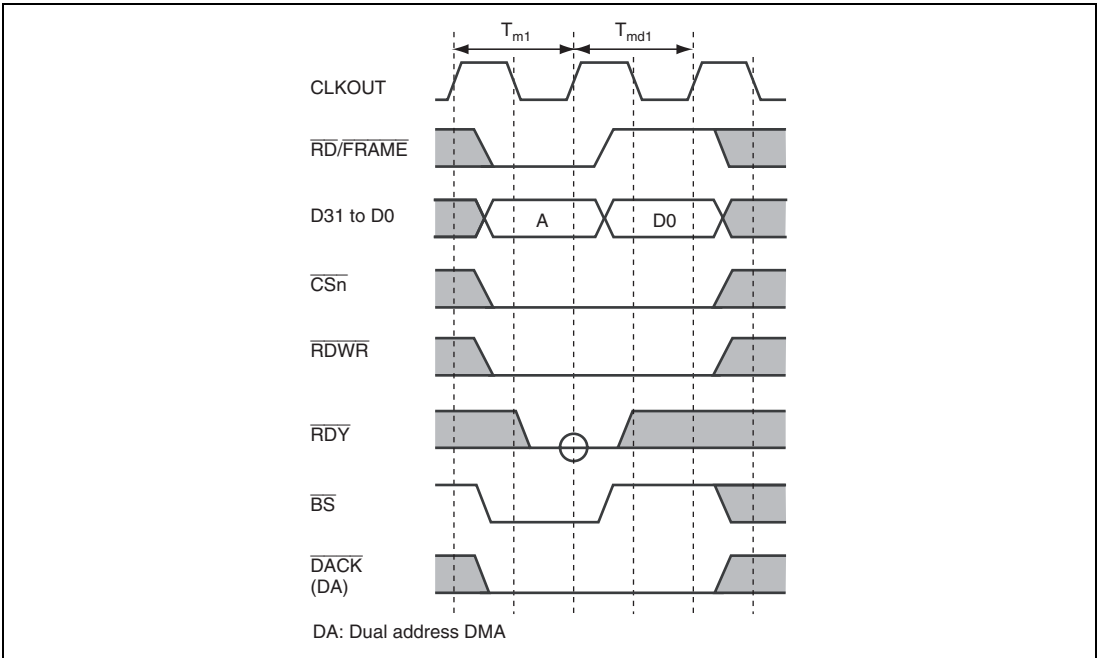 Tm1 Tmd1
CLKOUT
RD/FRAME
D31 to D0
A D0
CSn
RDWR
RDY
BS
DACK
(DA)
DA: Dual address DMA